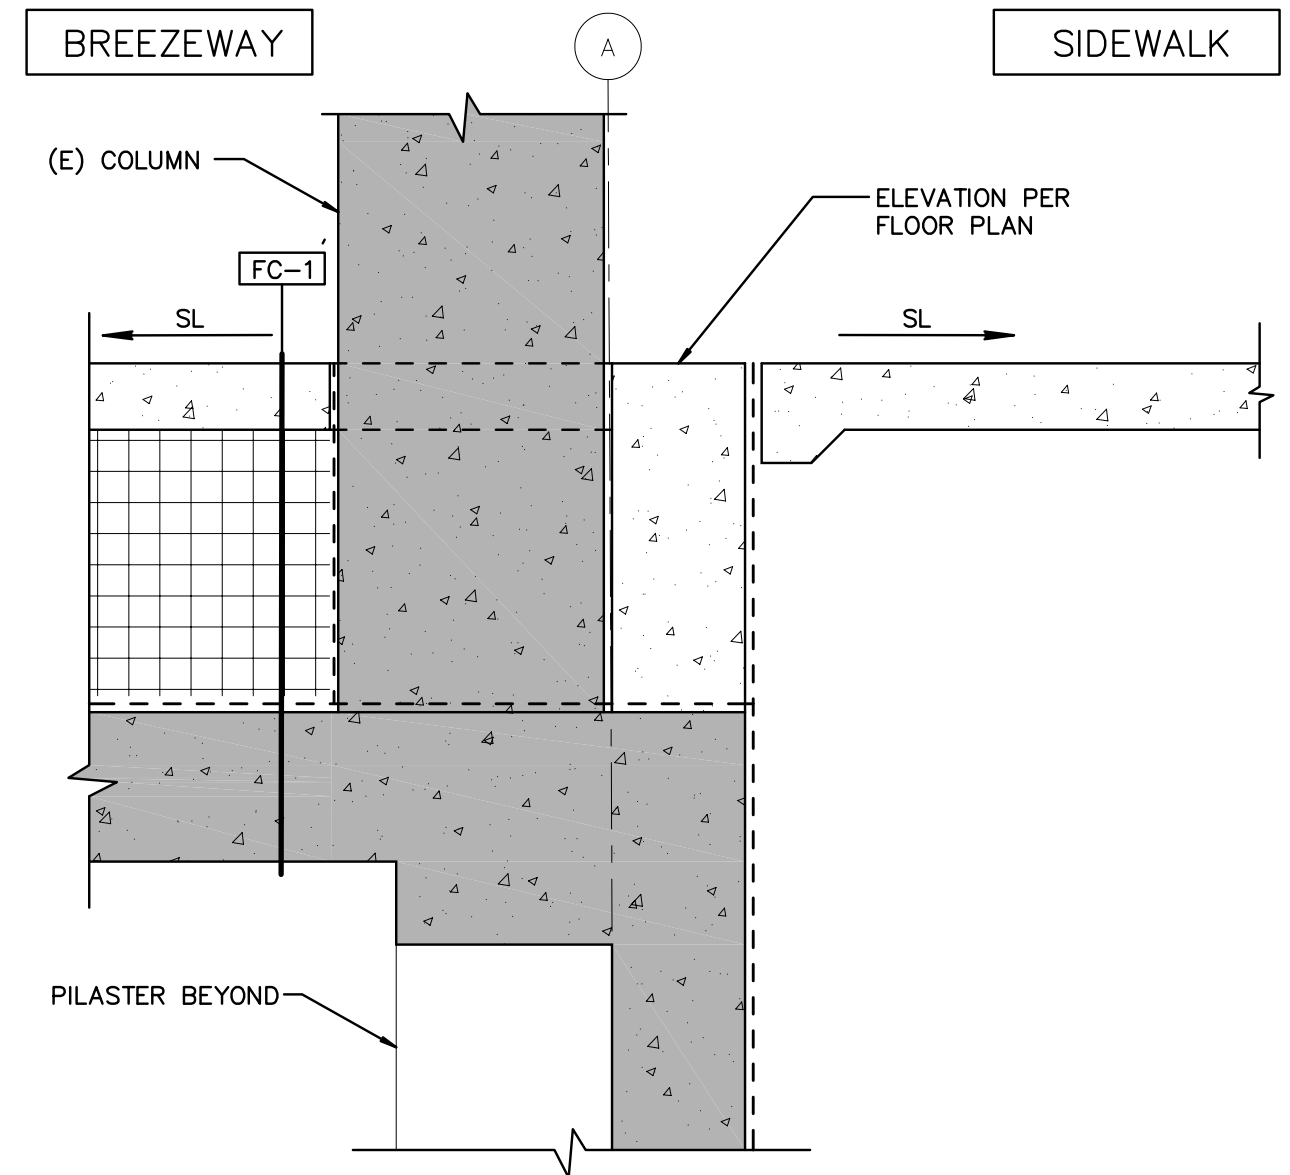 BREEZEWAY
A
SIDEWALK
(E) COLUMN
ELEVATION PER
FLOOR PLAN
FC-1
SL
SL
PILASTER BEYOND